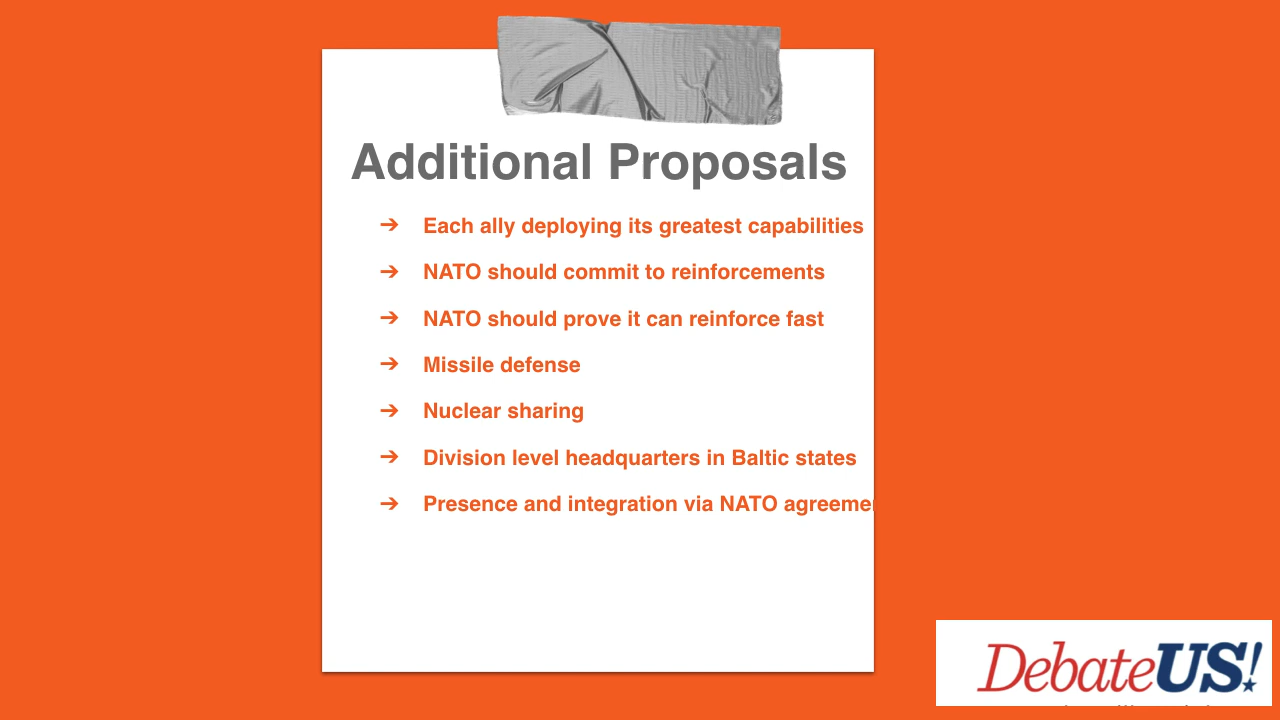 Additional Proposals
➔ Each ally deploying its greatest capabilities
➔ NATO should commit to reinforcements
➔ NATO should prove it can reinforce fast
➔ Missile defense
➔ Nuclear sharing
➔ Division level headquarters in Baltic states
➔ Presence and integration via NATO
DebateUS!